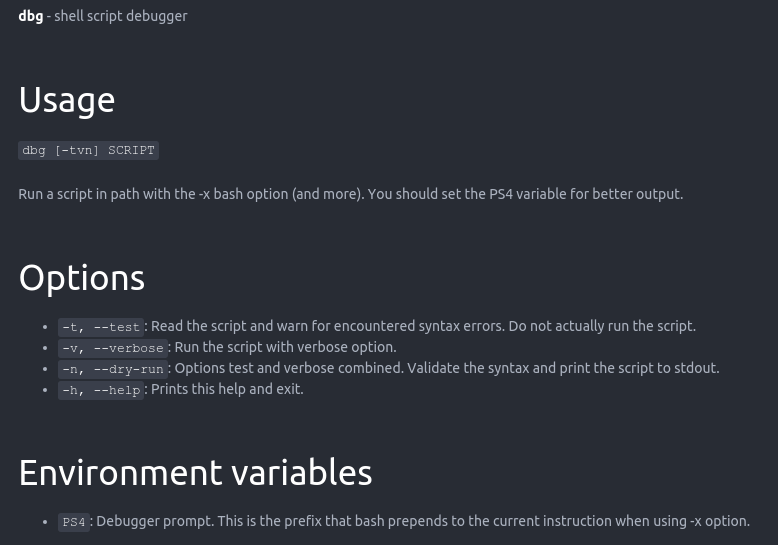 dbg - shell script debugger
Usage
dbg [-tvn] SCRIPT
Run a script in path with the -x bash option (and more). You should set the PS4 variable for better output.
Options
• -t, --test: Read the script and warn for encountered syntax errors. Do not actually run the script.
• -v, --verbose: Run the script with verbose option.
• -n, --dry-run: Options test and verbose combined. Validate the syntax and print the script to stdout.
• -h, --help: Prints this help and exit.
Environment variables
• PS4: Debugger prompt. This is the prefix that bash prepends to the current instruction when using -x option.